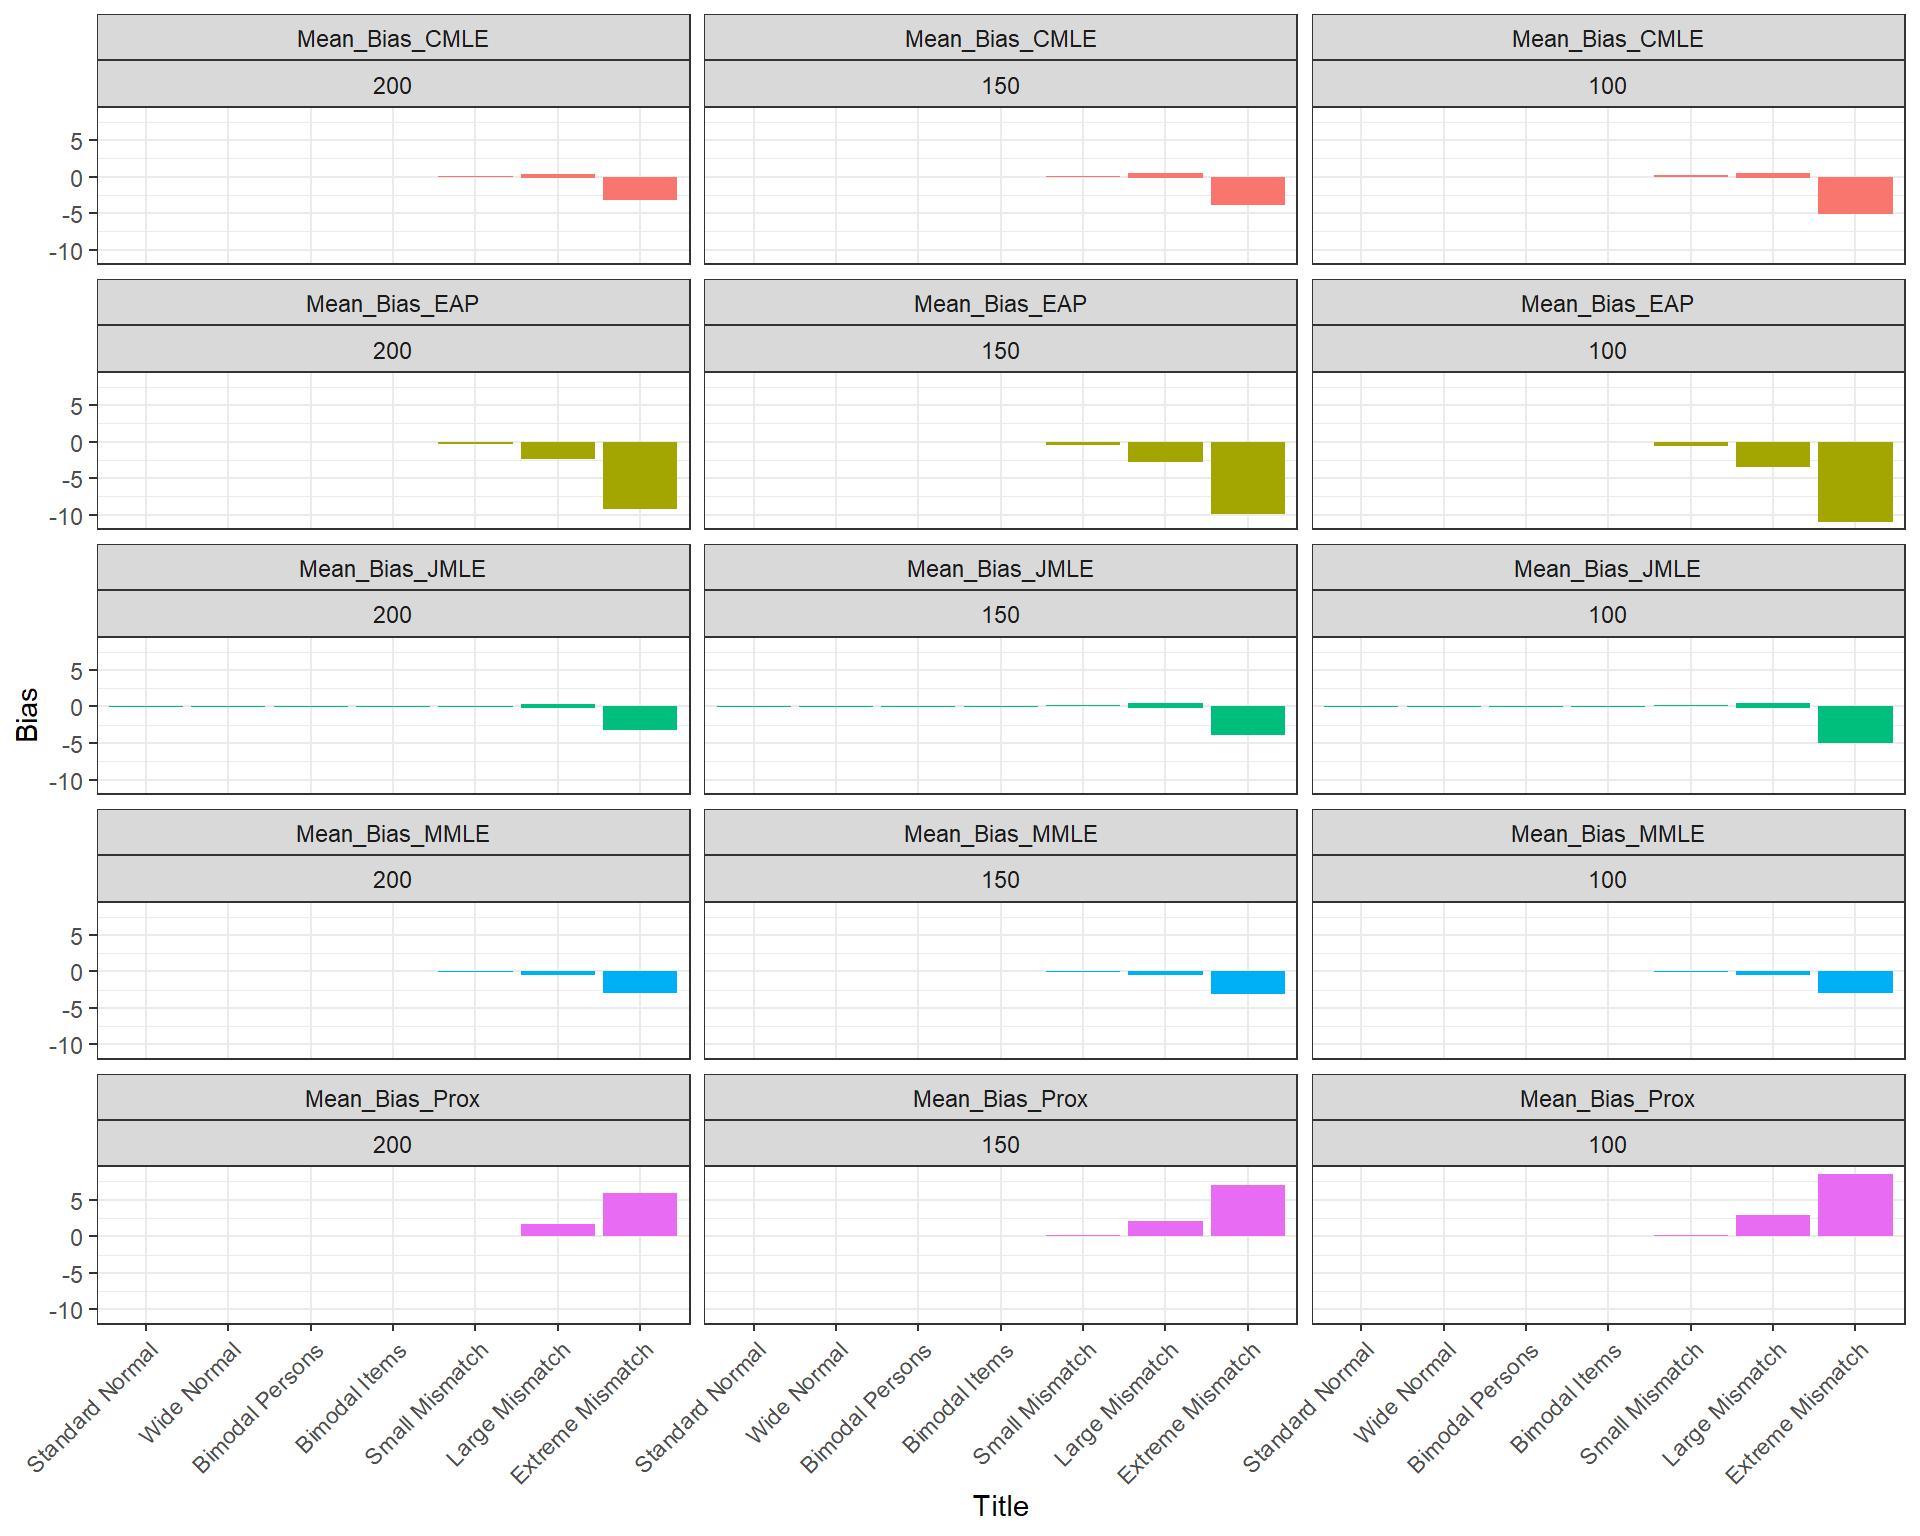 Mean_Bias_CMLE Mean_Bias_CMLE Mean_Bias_CMLE
200 150 100
5
0
-5
-10
Mean_Bias_EAP Mean_Bias_EAP Mean_Bias_EAP
200 150 100
5
0
-5
-10
Mean_Bias_JMLE Mean_Bias_JMLE Mean_Bias_JMLE
200 150 100
5
0
-5
-10
Bias
Mean_Bias_MMLE Mean_Bias_MMLE Mean_Bias_MMLE
200 150 100
5
0
-5
-10
Mean_Bias_Prox Mean_Bias_Prox Mean_Bias_Prox
200 150 100
5
0
-5
-10
Standard Normal
Wide Normal
Bimodal Persons
Bimodal Items
Small Mismatch
Large Mismatch
Extreme Mismatch
Standard Normal
Wide Normal
Bimodal Persons
Bimodal Items
Small Mismatch
Large Mismatch
Extreme Mismatch
Standard Normal
Wide Normal
Bimodal Persons
Bimodal Items
Small Mismatch
Large Mismatch
Extreme Mismatch
Title